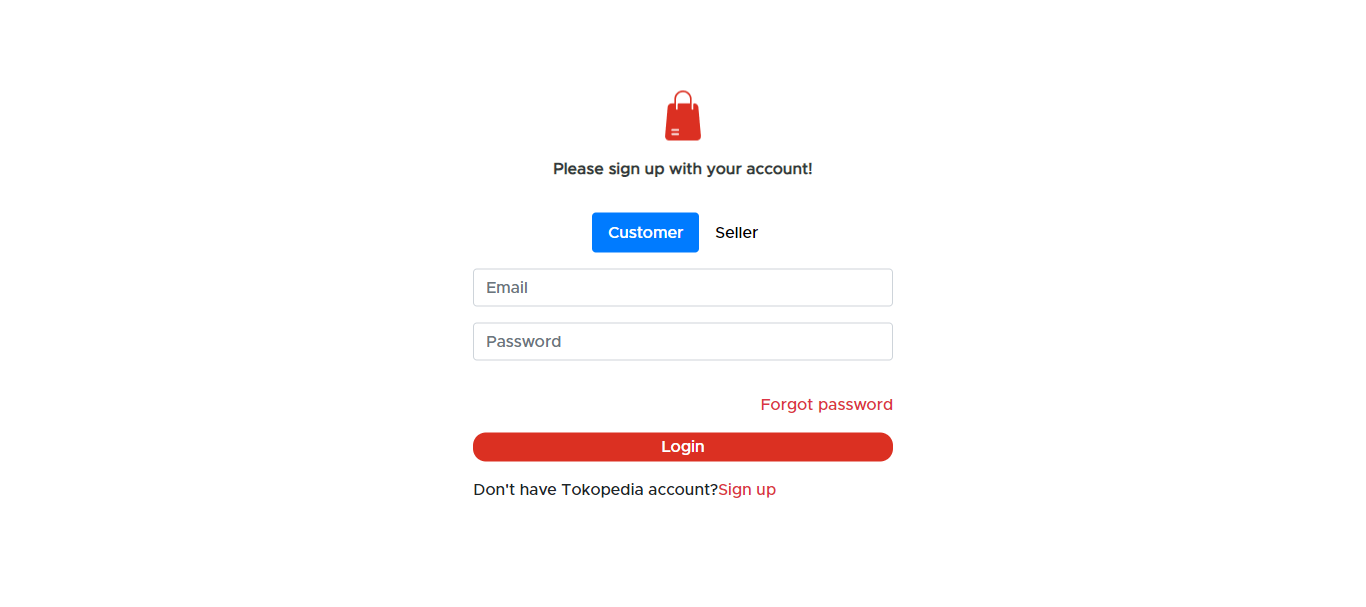 Please sign up with your account!
Customer Seller
Email
Password
Forgot password
Login
Don't have Tokopedia account?Sign up